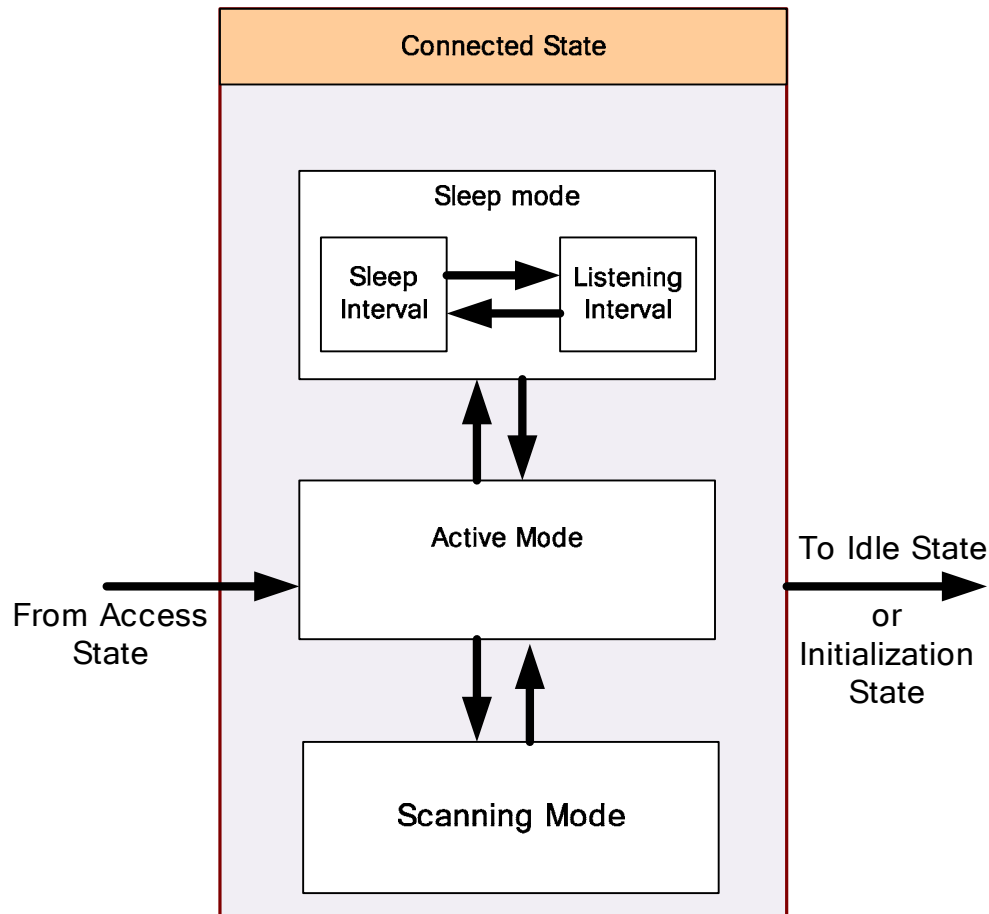 Connected State
Sleep mode
Sleep
Interval
Listening
Interval
Active Mode
From Access
State
To Idle State
or
Initialization
State
Scanning Mode